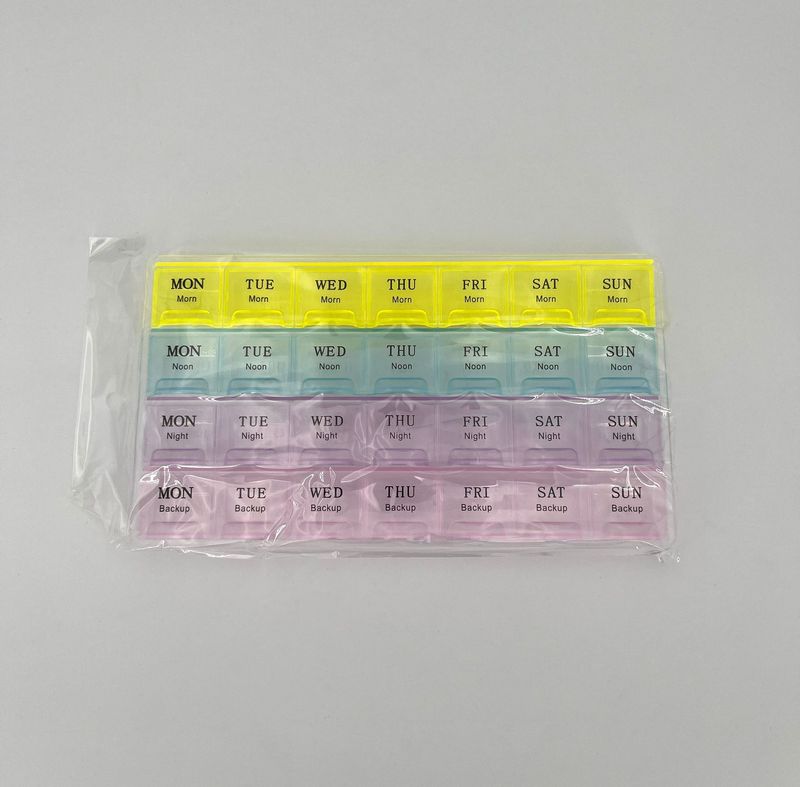 MON TUE WED THU FRI SAT SUN
Morn Morn Morn Morn Morn Morn Morn
MON TUE WED THU FRI SAT SUN
Noon Noon Noon Noon Noon Noon Noon
MON TUE WED THU FRI SAT SUN
Night Night Night Night Night Night Night
MON TUE WED THU FRI SAT SUN
Backup Backup Backup Backup Backup Backup Backup